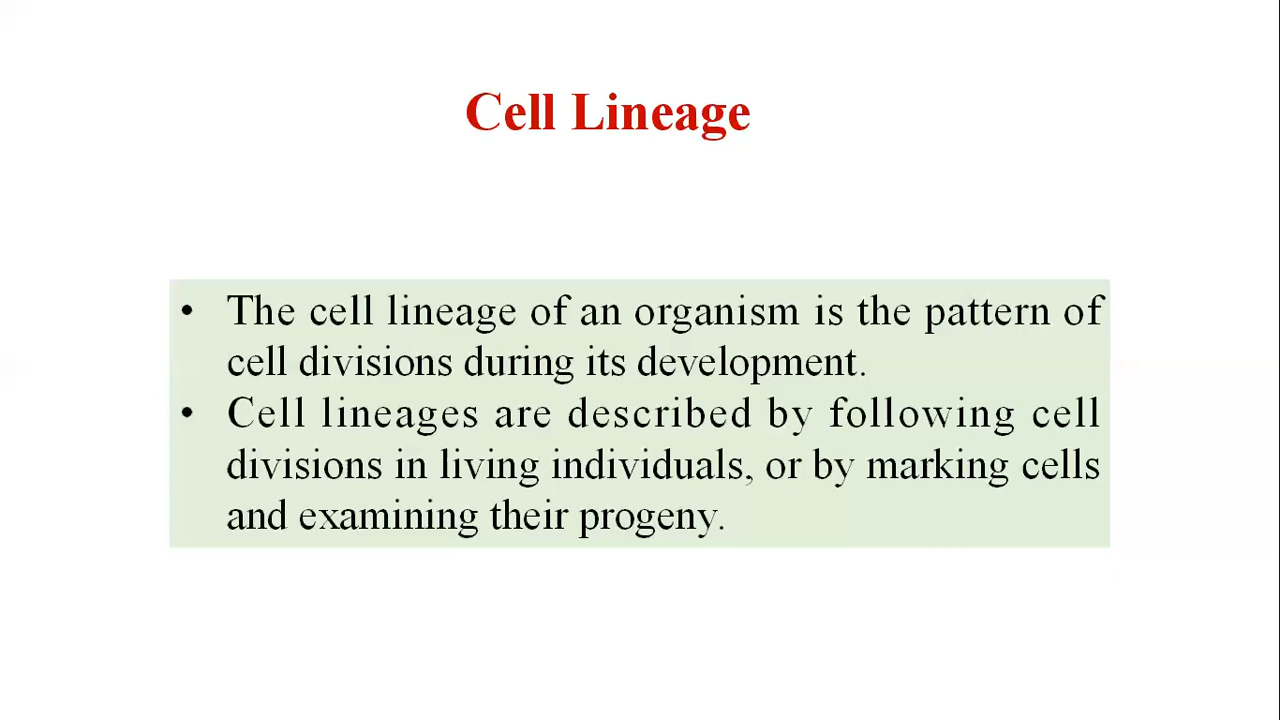 Cell Lineage
• The cell lineage of an organism is the pattern of
cell divisions during its development.
• Cell lineages are described by following cell
divisions in living individuals, or by marking cells
and examining their progeny.